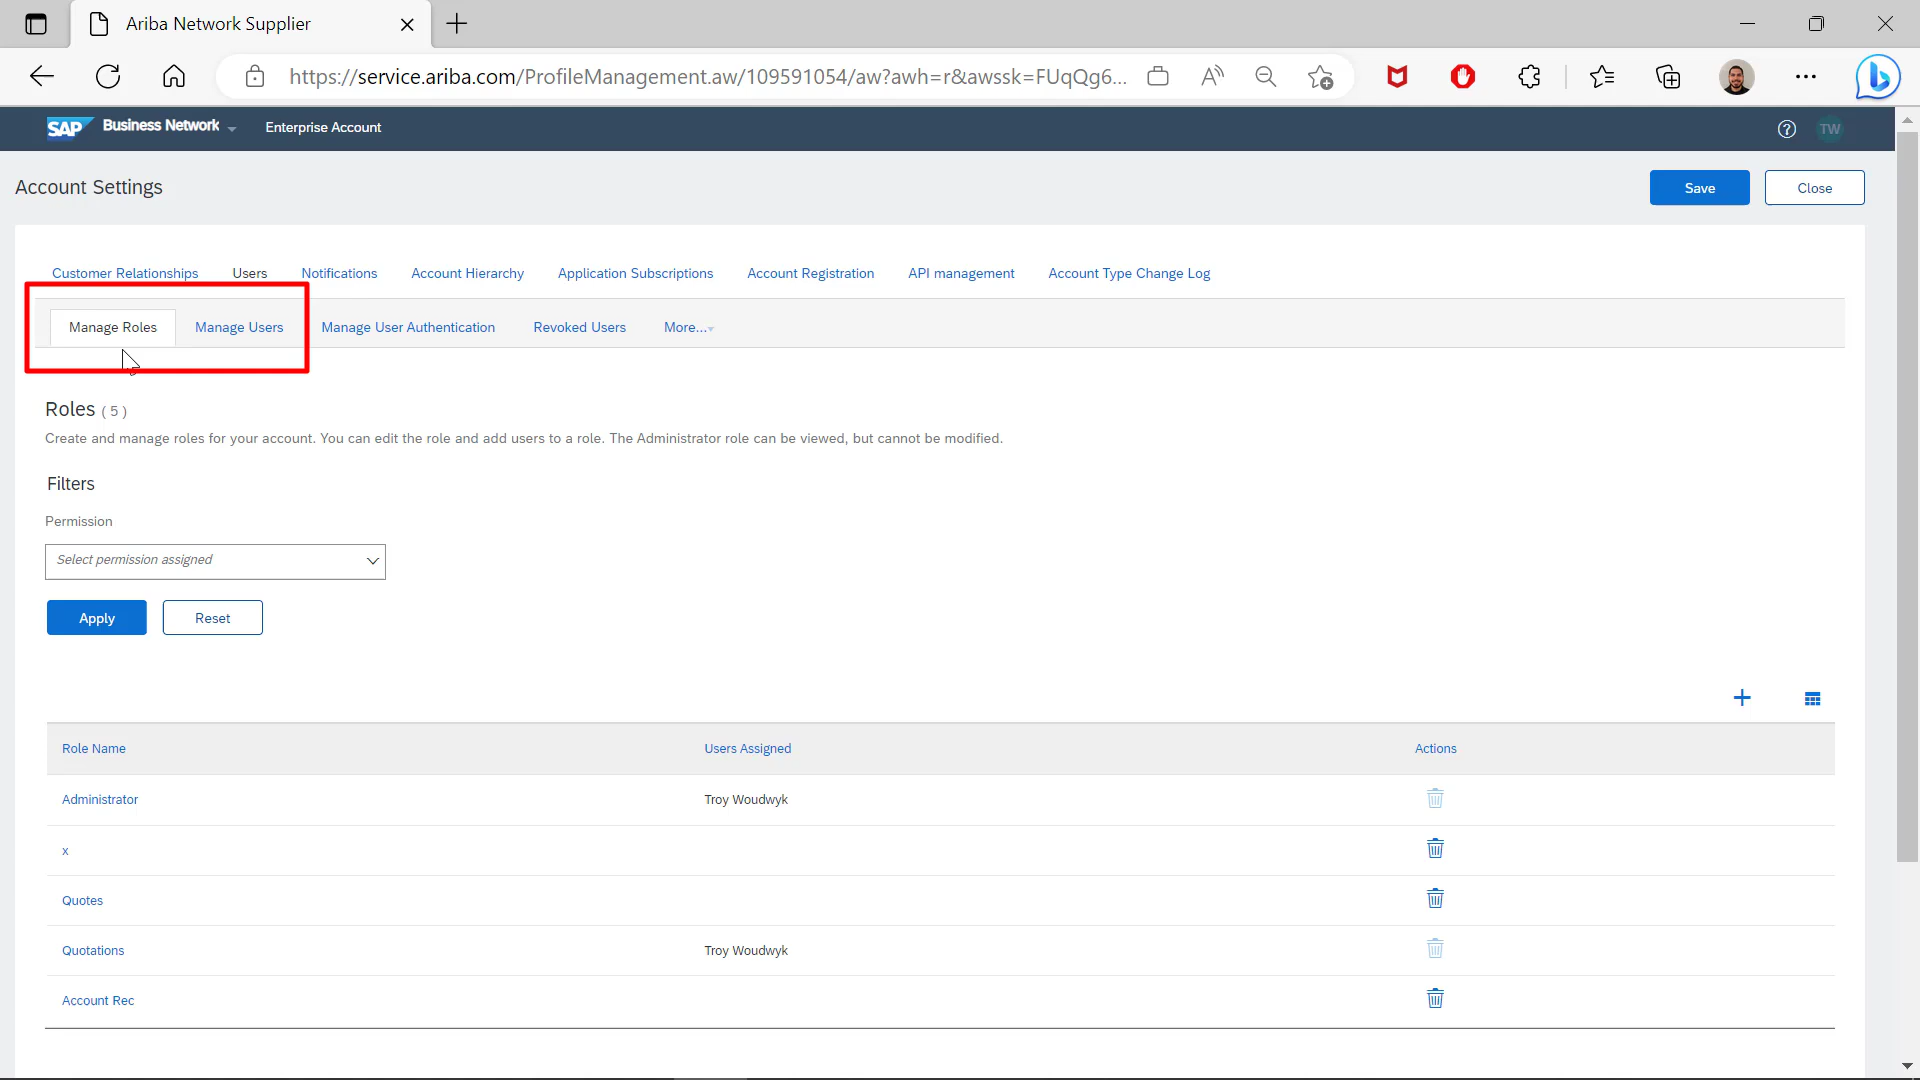 Ariba Network Supplier
https://service.ariba.com/ProfileManagement.aw/109591054/aw?awh=r&awssk=FUqQg6...
SAP Business Network Enterprise Account TW
Account Settings
Save Close
Customer Relationships Users Notifications Account Hierarchy Application Subscriptions Account Registration API management Account Type Change Log
Manage Roles Manage Users Manage User Authentication Revoked Users More...
Roles ( 5 )
Create and manage roles for your account. You can edit the role and add users to a role. The Administrator role can be viewed, but cannot be modified.
Filters
Permission
Select permission assigned
Apply Reset
Role Name Users Assigned Actions
Administrator Troy Woudwyk
x
Quotes
Quotations Troy Woudwyk
Account Rec